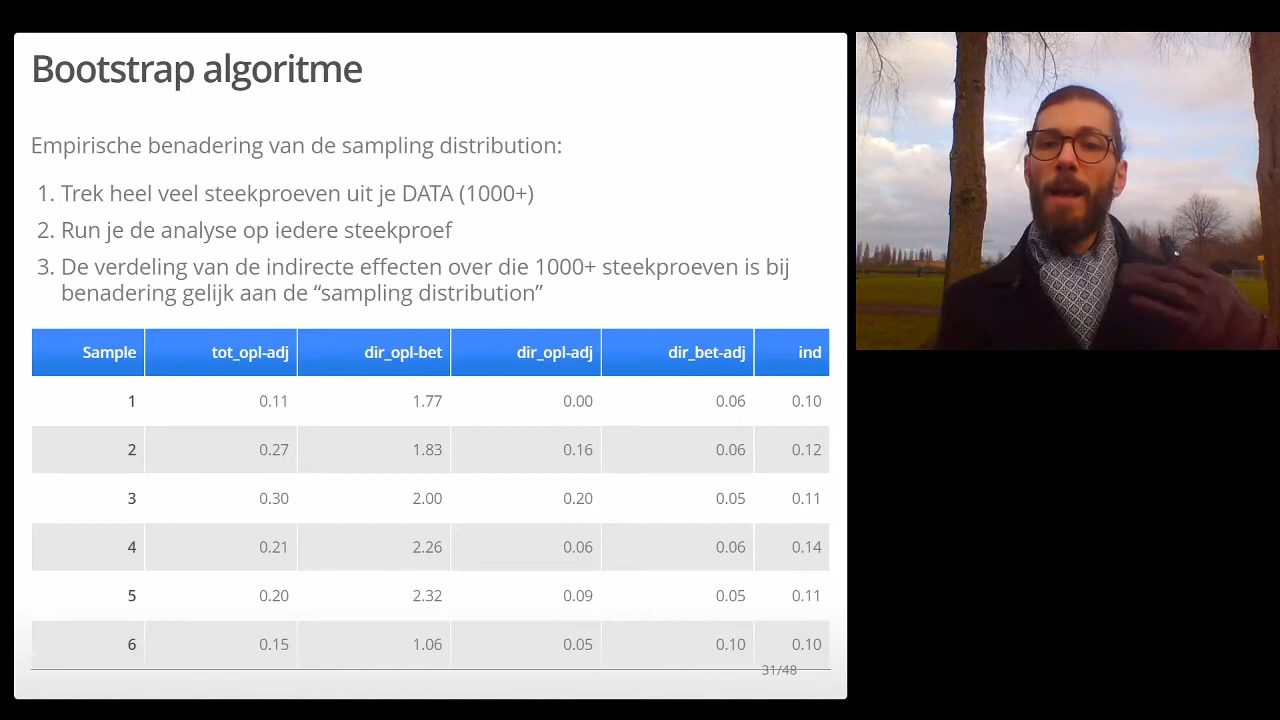 Bootstrap algoritme
Empirische benadering van de sampling distribution:
1. Trek heel veel steekproeven uit je DATA (1000+)
2. Run je de analyse op iedere steekproef
3. De verdeling van de indirecte effecten over die 1000+ steekproeven is bij
benadering gelijk aan de “sampling distribution”
Sample tot_opl-adj dir_opl-bet dir_opl-adj dir_bet-adj ind
1 0.11 1.77 0.00 0.06 0.10
2 0.27 1.83 0.16 0.06 0.12
3 0.30 2.00 0.20 0.05 0.11
4 0.21 2.26 0.06 0.06 0.14
5 0.20 2.32 0.09 0.05 0.11
6 0.15 1.06 0.05 0.10 0.10
31/48